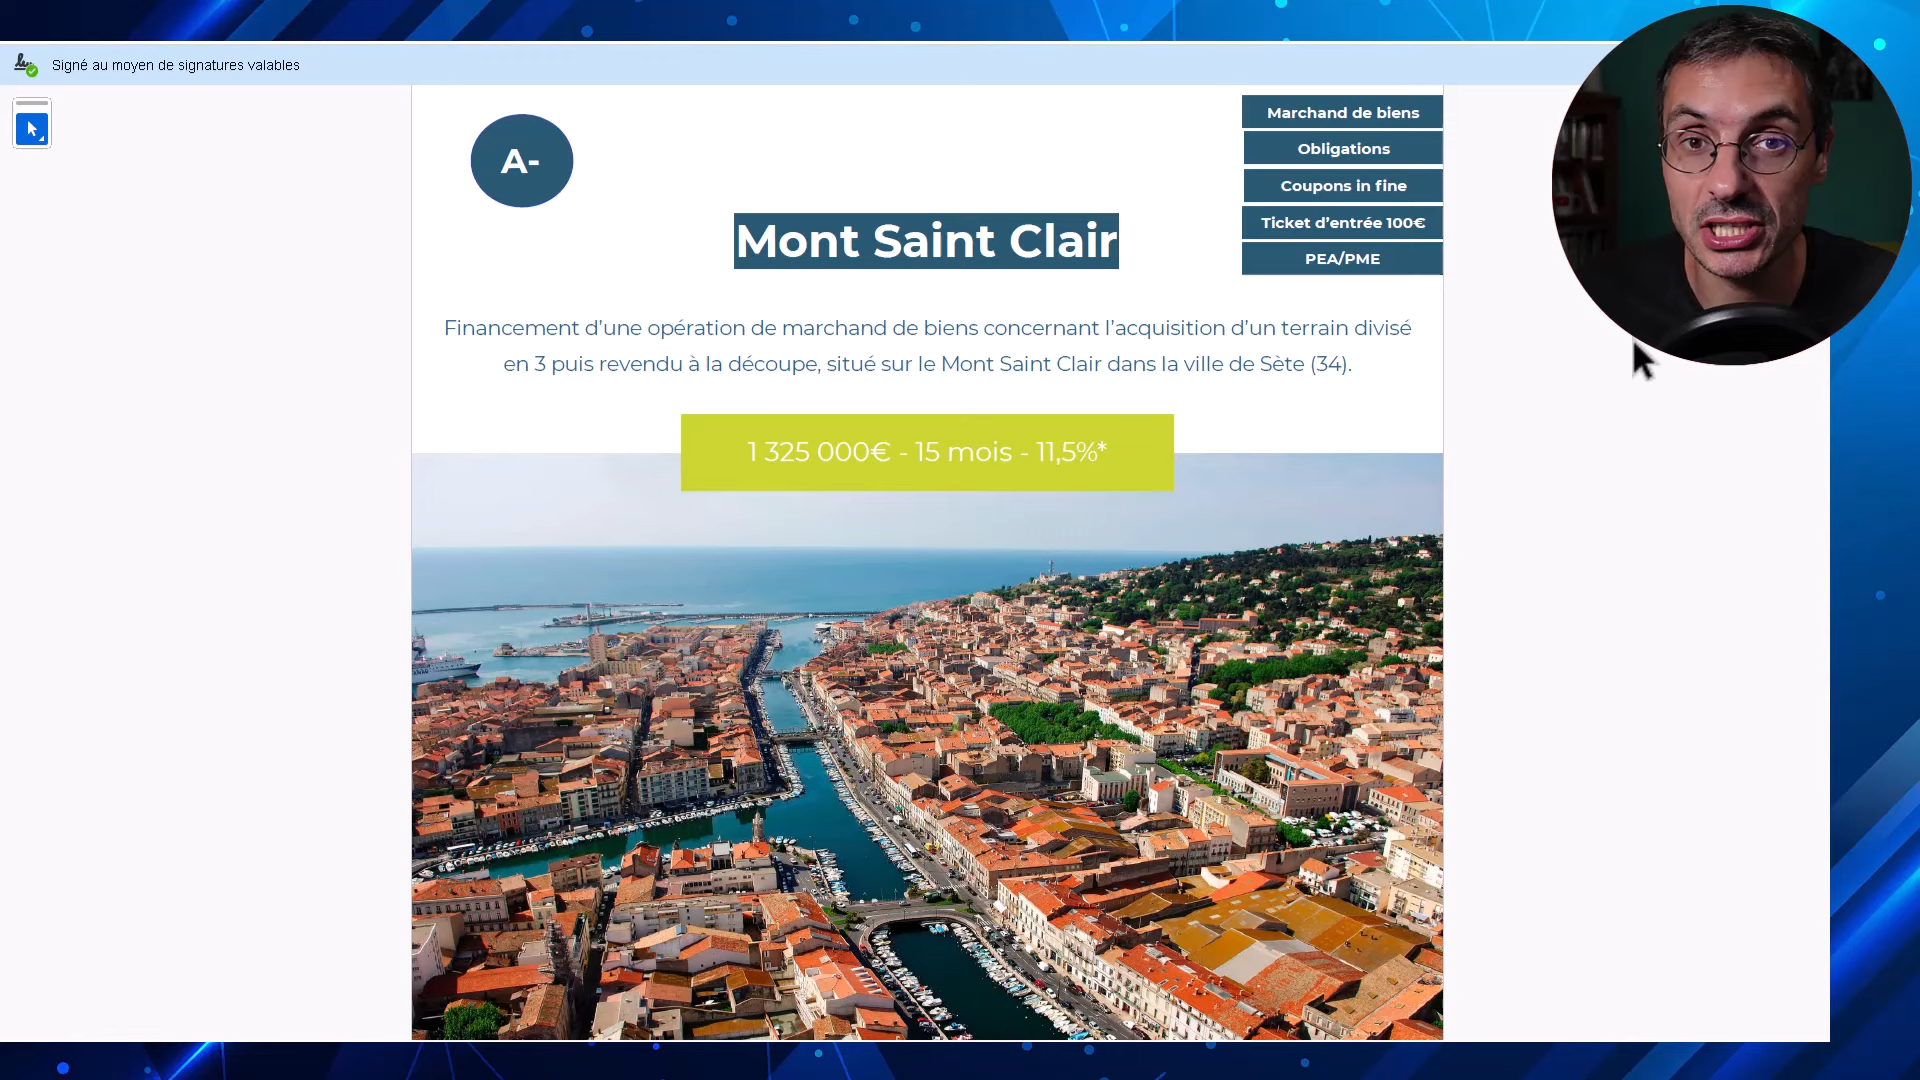 Signé au moyen de signatures valables
A-
Marchand de biens
Obligations
Coupons in fine
Ticket d’entrée 100€
PEA/PME
Mont Saint Clair
Financement d’une opération de marchand de biens concernant l’acquisition d’un terrain divisé
en 3 puis revendu à la découpe, situé sur le Mont Saint Clair dans la ville de Sète (34).
1 325 000€ - 15 mois - 11,5%*